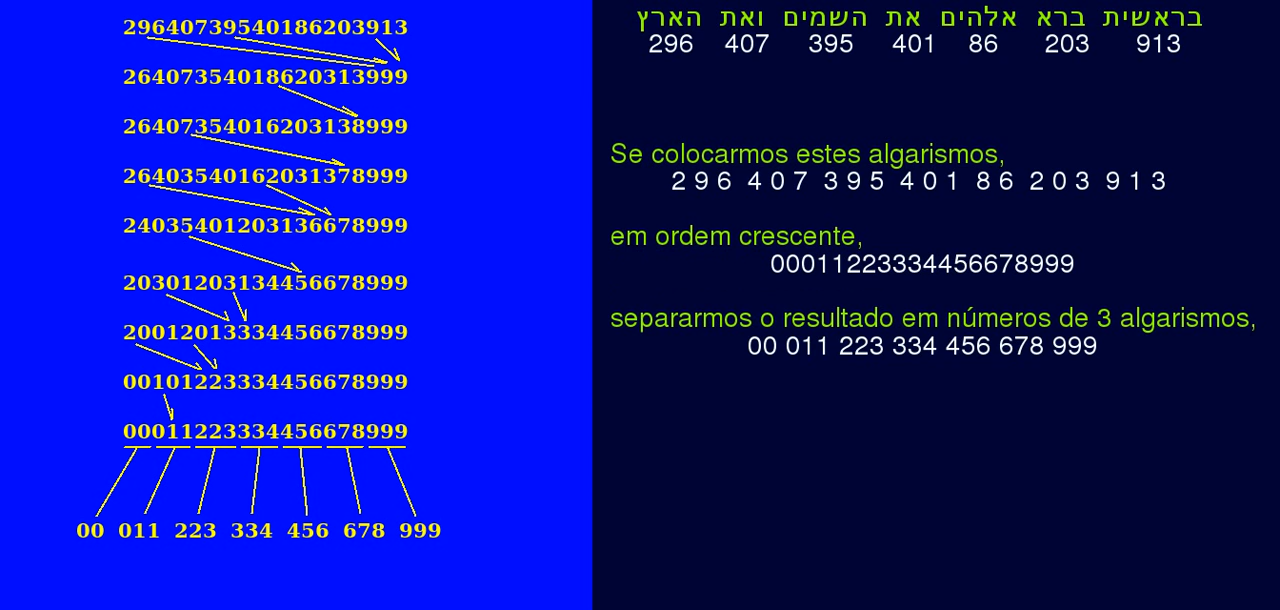 29640739540186203913
26407354018620313999
26407354016203138999
26403540162031378999
24035401203136678999
20301203134456678999
20012013334456678999
00101223334456678999
00011223334456678999
00 011 223 334 456 678 999
בראשית ברא אלהים את השמים ואת הארץ
296 407 395 401 86 203 913
Se colocarmos estes algarismos,
2 9 6 4 0 7 3 9 5 4 0 1 8 6 2 0 3 9 1 3
em ordem crescente,
00011223334456678999
separarmos o resultado em números de 3 algarismos,
00 011 223 334 456 678 999